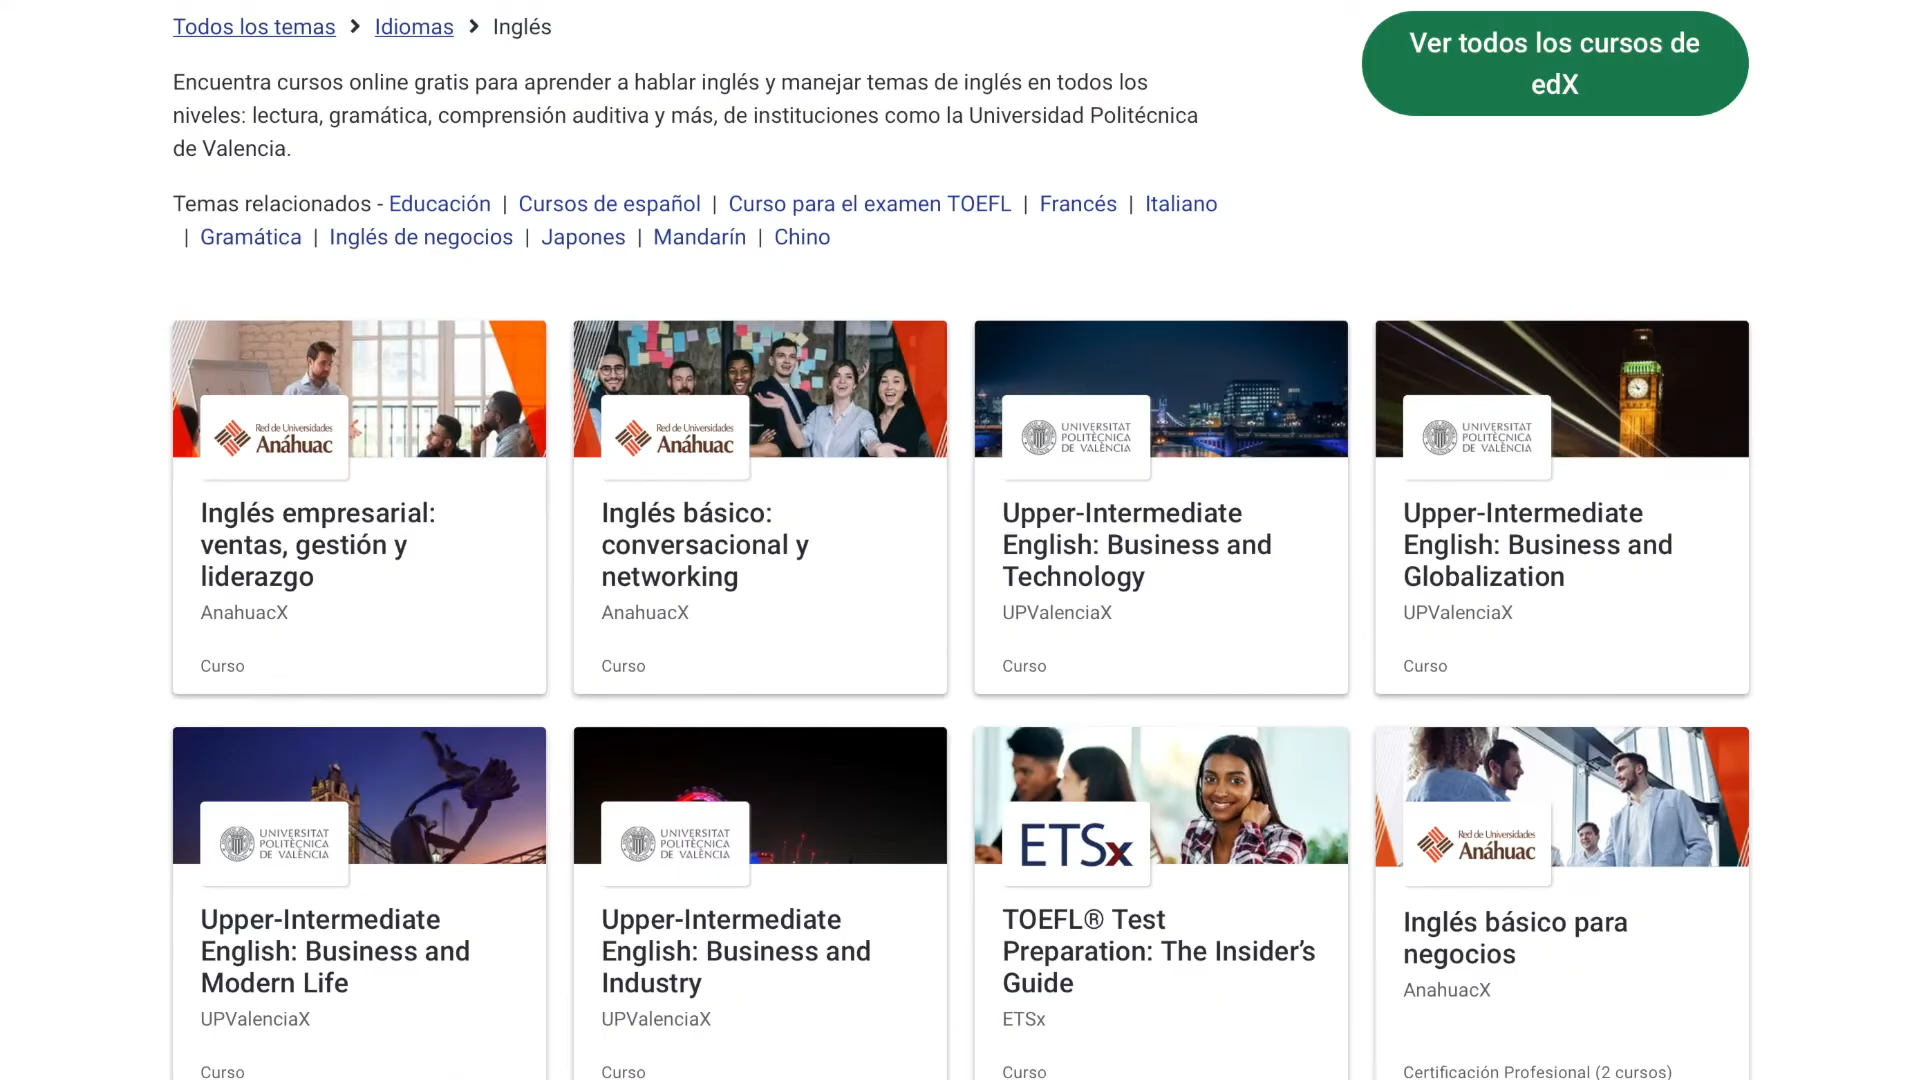 Todos los temas > Idiomas > Inglés
Ver todos los cursos de
edX
Encuentra cursos online gratis para aprender a hablar inglés y manejar temas de inglés en todos los
niveles: lectura, gramática, comprensión auditiva y más, de instituciones como la Universidad Politécnica
de Valencia.
Temas relacionados - Educación | Cursos de español | Curso para el examen TOEFL | Francés | Italiano
| Gramática | Inglés de negocios | Japones | Mandarín | Chino
Red de Universidades
Anáhuac
Inglés empresarial:
ventas, gestión y
liderazgo
AnahuacX
Curso
Red de Universidades
Anáhuac
Inglés básico:
conversacional y
networking
AnahuacX
Curso
UNIVERSITAT
POLITÈCNICA
DE VALÈNCIA
Upper-Intermediate
English: Business and
Technology
UPValenciaX
Curso
UNIVERSITAT
POLITÈCNICA
DE VALÈNCIA
Upper-Intermediate
English: Business and
Globalization
UPValenciaX
Curso
UNIVERSITAT
POLITÈCNICA
DE VALÈNCIA
Upper-Intermediate
English: Business and
Modern Life
UPValenciaX
Curso
UNIVERSITAT
POLITÈCNICA
DE VALÈNCIA
Upper-Intermediate
English: Business and
Industry
UPValenciaX
Curso
ETSx
TOEFL® Test
Preparation: The Insider’s
Guide
ETSx
Curso
Red de Universidades
Anáhuac
Inglés básico para
negocios
AnahuacX
Certificación Profesional (2 cursos)